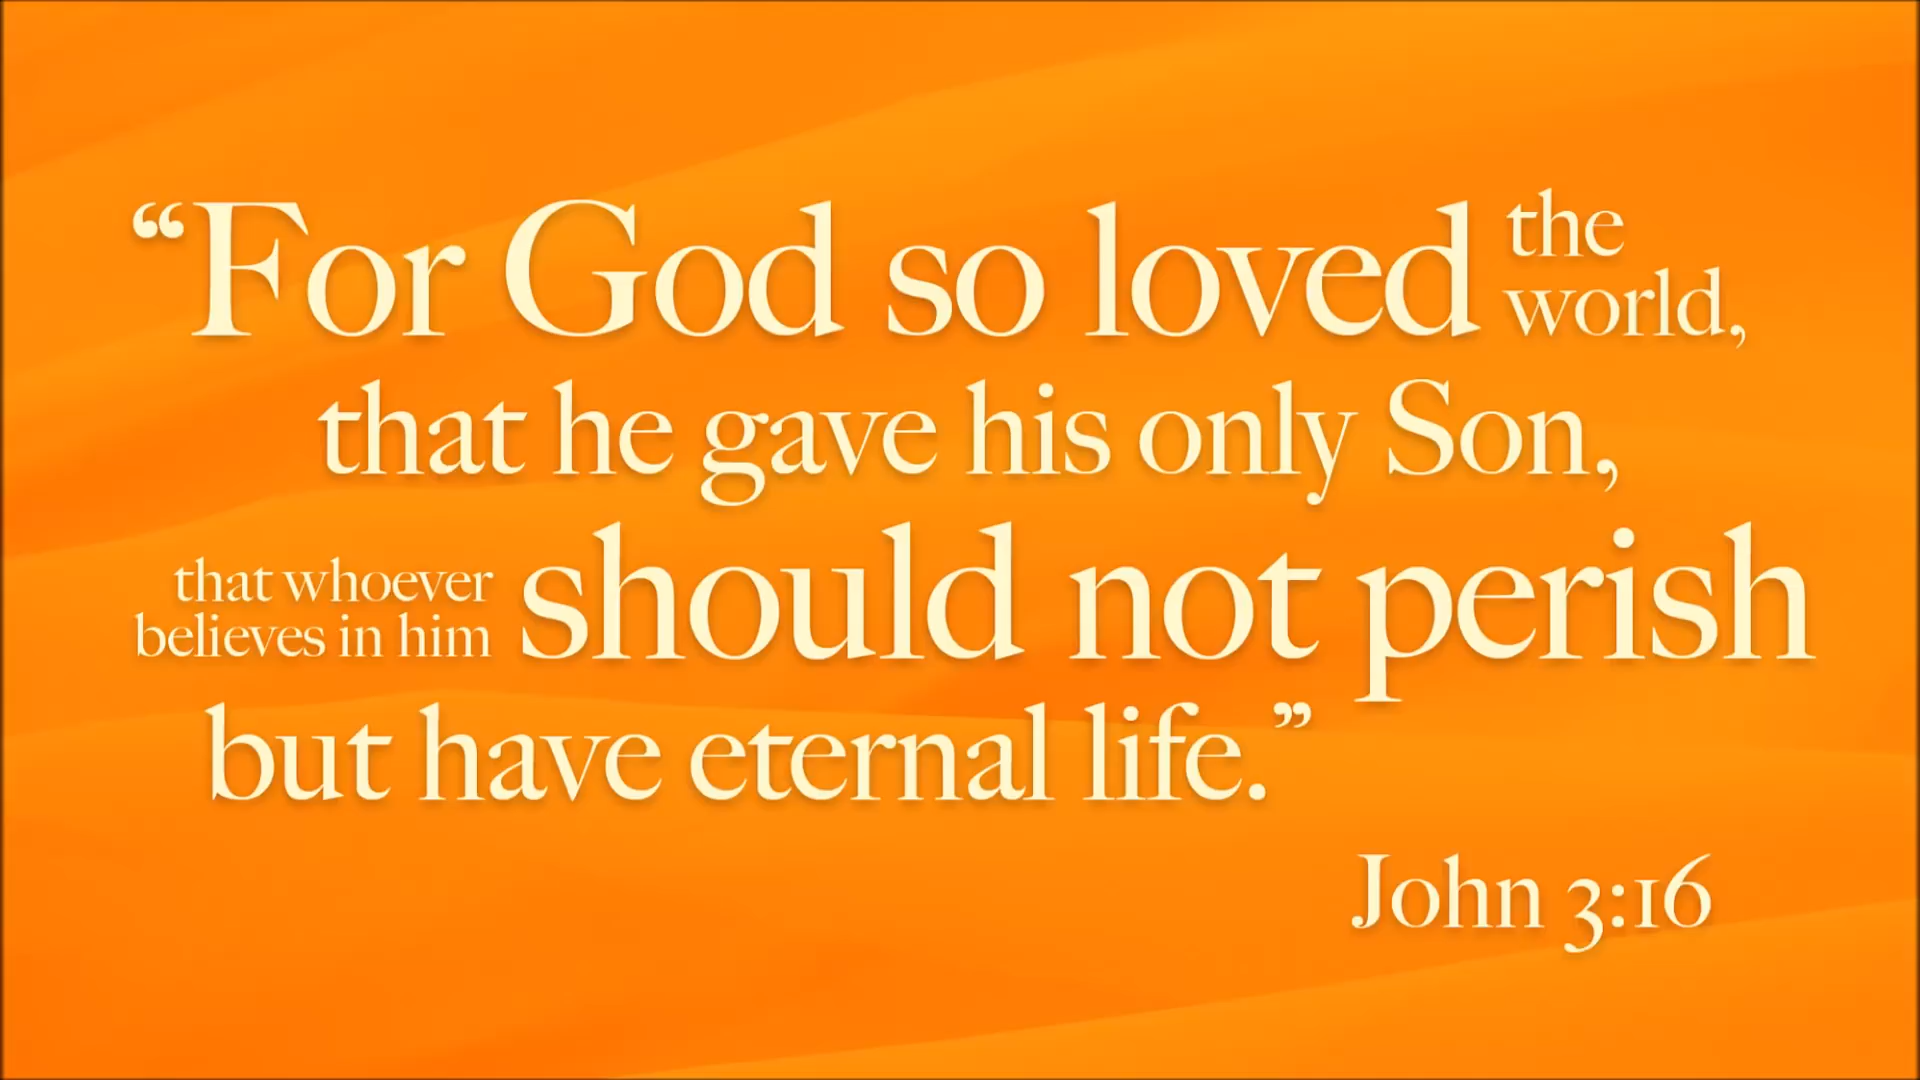 “For God so loved the world,
that he gave his only Son,
that whoever believes in him should not perish
but have eternal life.”
John 3:16